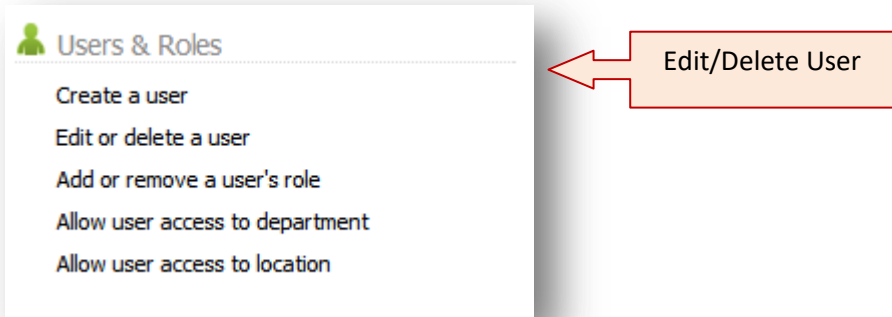 Users & Roles
Edit/Delete User
Create a user
Edit or delete a user
Add or remove a user's role
Allow user access to department
Allow user access to location